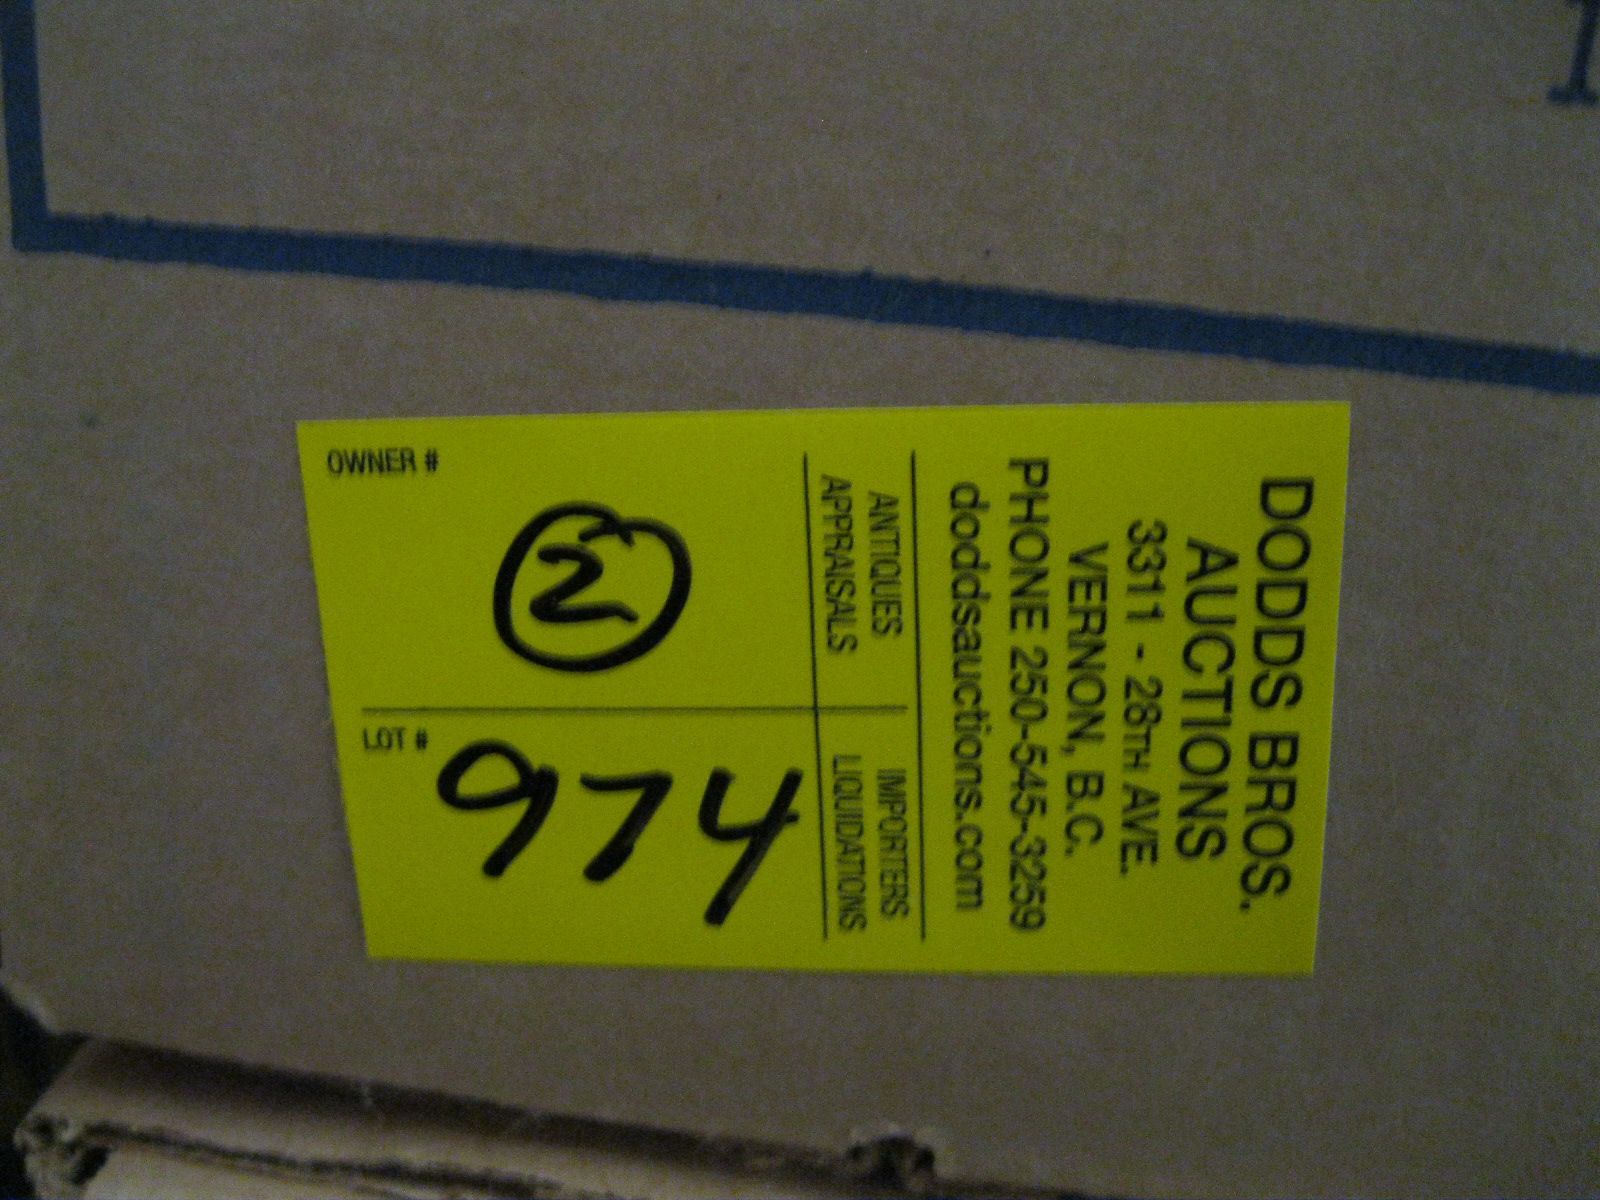 DODDS BROS.
AUCTIONS
3311 - 28TH AVE.
VERNON, B.C.
PHONE 250-545-3259
doddsauctions.com
ANTIQUES IMPORTERS
APPRAISALS LIQUIDATIONS
OWNER #
2
LOT #
974